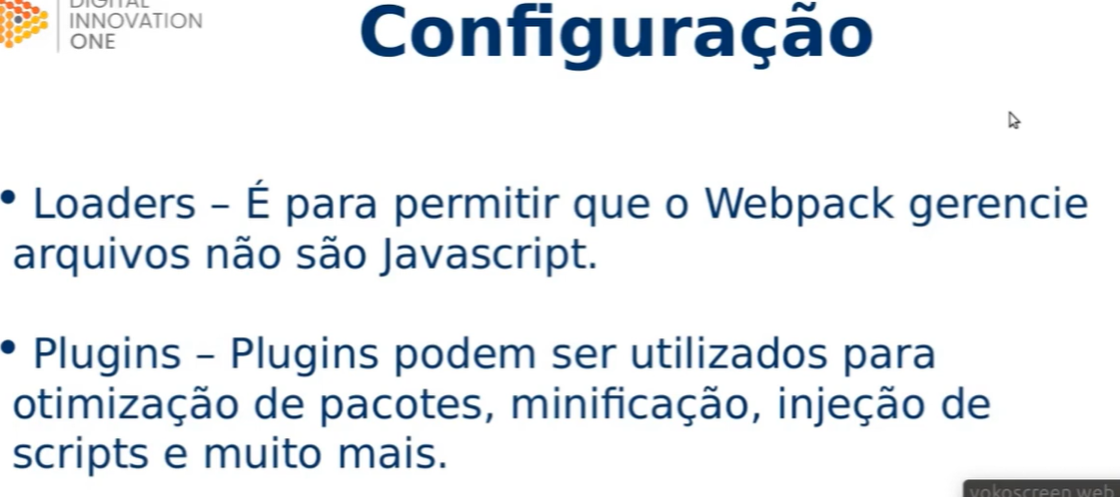 DIGITAL
INNOVATION
ONE
Configuração
• Loaders – É para permitir que o Webpack gerencie
arquivos não são Javascript.
• Plugins – Plugins podem ser utilizados para
otimização de pacotes, minificação, injeção de
scripts e muito mais.
yokoscreen web